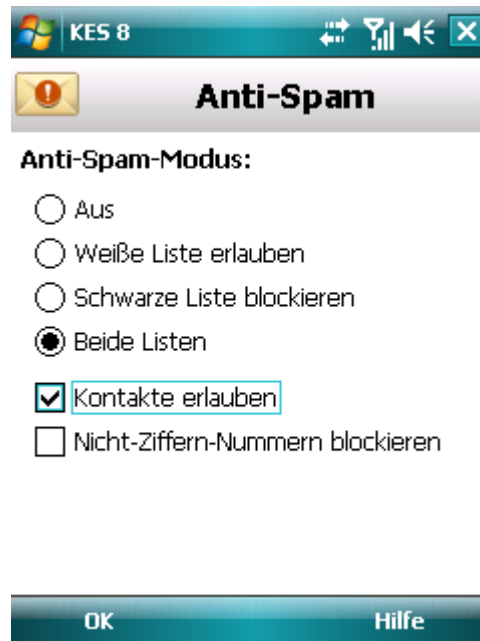 KES 8
Anti-Spam
Anti-Spam-Modus:
Aus
Weiße Liste erlauben
Schwarze Liste blockieren
Beide Listen
Kontakte erlauben
Nicht-Ziffern-Nummern blockieren
OK Hilfe